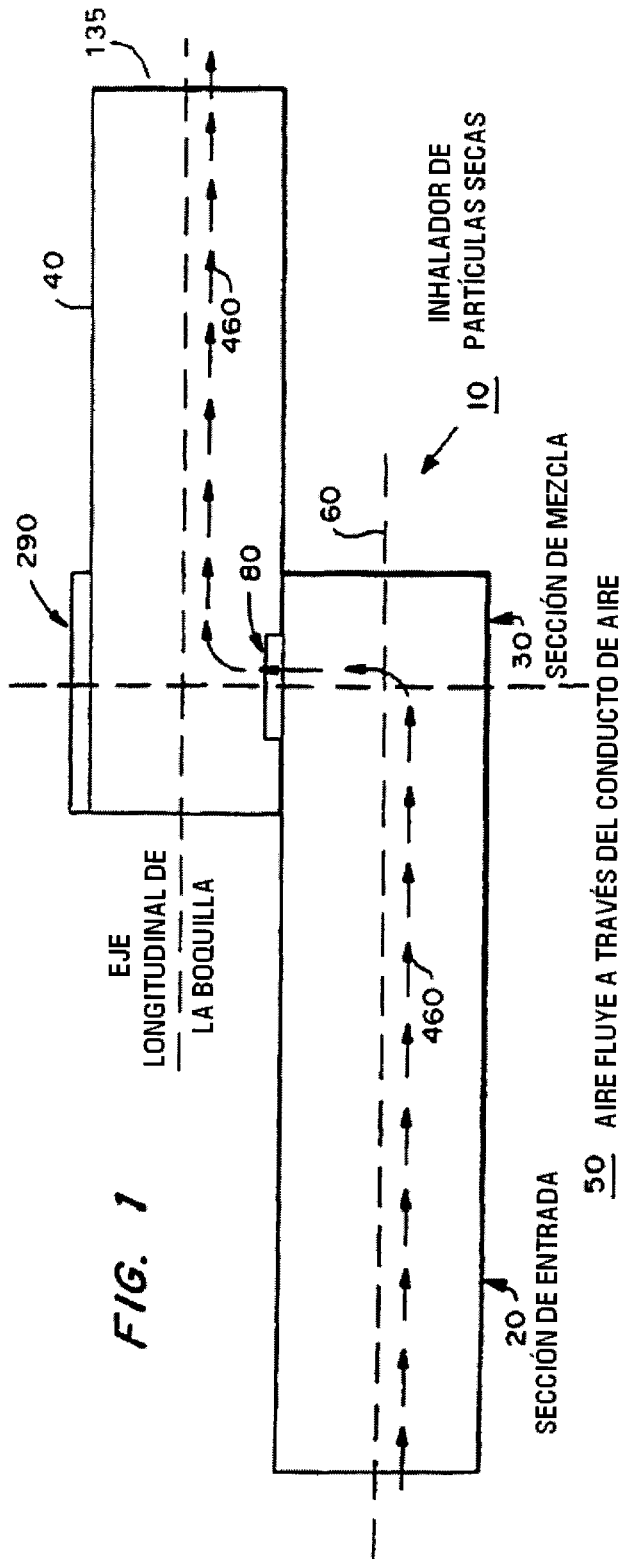 FIG. 1
EJE
LONGITUDINAL DE
LA BOQUILLA
290
40
135
80
460
60
INHALADOR DE
10 PARTÍCULAS SECAS
460
30
SECCIÓN DE MEZCLA
20
SECCIÓN DE ENTRADA
50 AIRE FLUYE A TRAVÉS DEL CONDUCTO DE AIRE